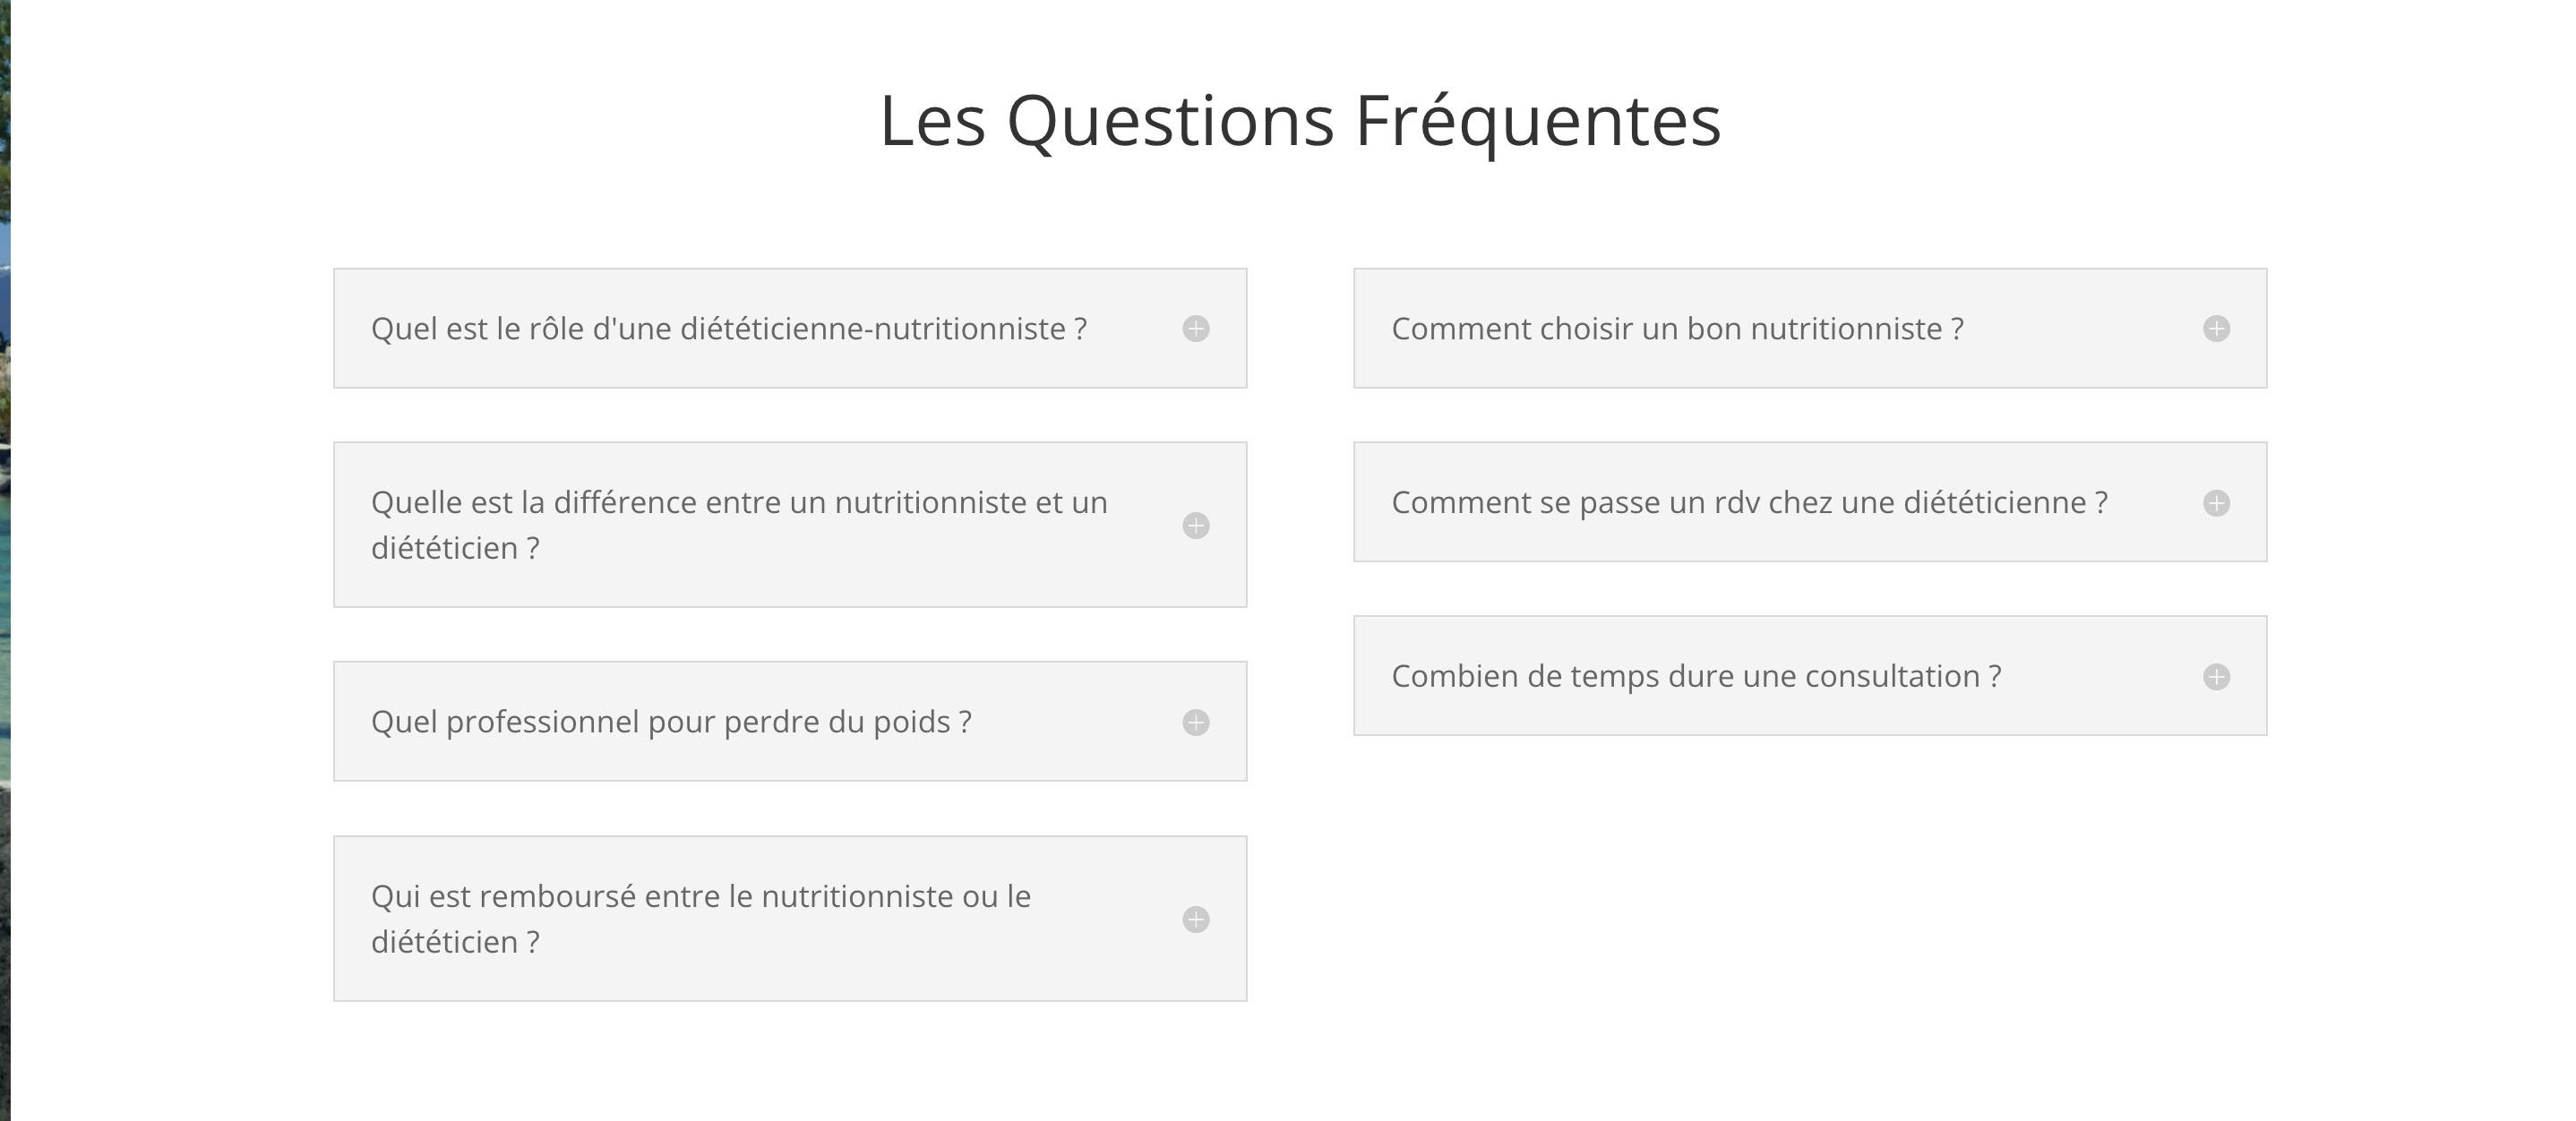 Les Questions Fréquentes
Quel est le rôle d'une diététicienne-nutritionniste ?
Quelle est la différence entre un nutritionniste et un
diététicien ?
Quel professionnel pour perdre du poids ?
Qui est remboursé entre le nutritionniste ou le
diététicien ?
Comment choisir un bon nutritionniste ?
Comment se passe un rdv chez une diététicienne ?
Combien de temps dure une consultation ?